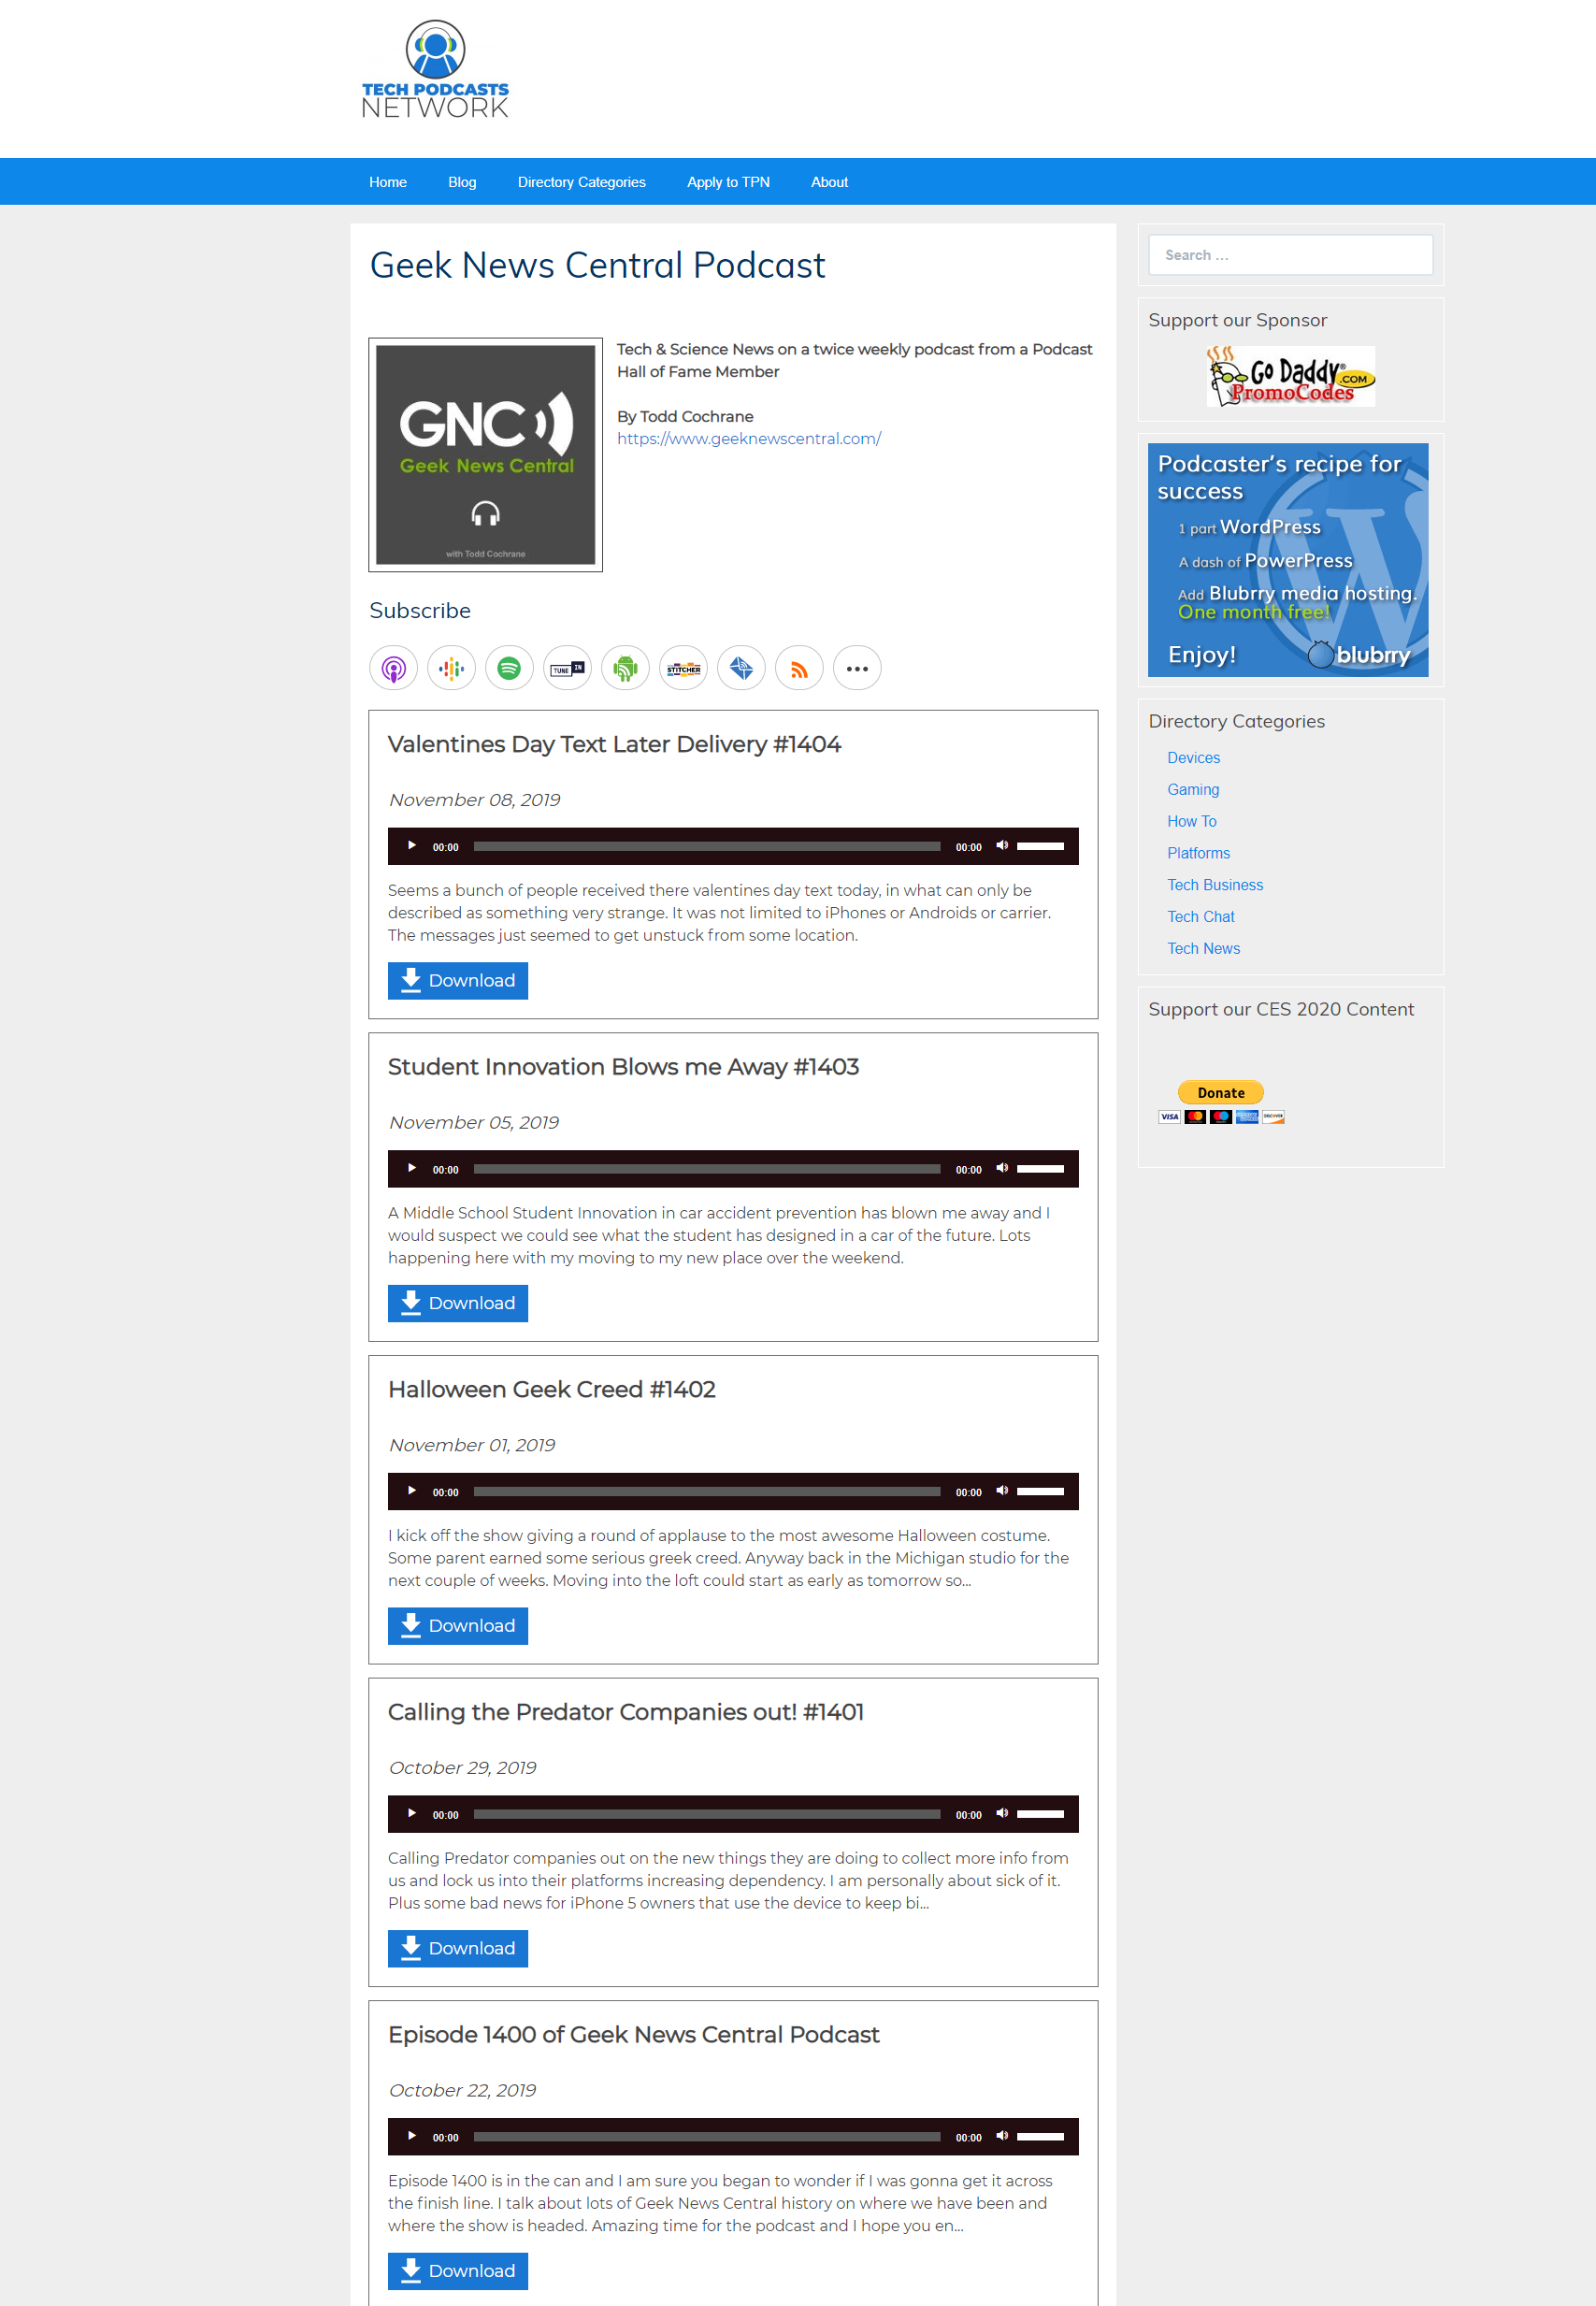 TECH PODCASTS
NETWORK
Home
Blog
Directory Categories
Apply to TPN
About
Geek News Central Podcast
GNC
Geek News Central
with Todd Cochrane
Tech & Science News on a twice weekly podcast from a Podcast
Hall of Fame Member
By Todd Cochrane
https://www.geeknewscentral.com/
Subscribe
TUNE IN
STITCHER
Valentines Day Text Later Delivery #1404
November 08, 2019
00:00
00:00
Seems a bunch of people received there valentines day text today, in what can only be
described as something very strange. It was not limited to iPhones or Androids or carrier.
The messages just seemed to get unstuck from some location.
Download
Student Innovation Blows me Away #1403
November 05, 2019
00:00
00:00
A Middle School Student Innovation in car accident prevention has blown me away and I
would suspect we could see what the student has designed in a car of the future. Lots
happening here with my moving to my new place over the weekend.
Download
Halloween Geek Creed #1402
November 01, 2019
00:00
00:00
I kick off the show giving a round of applause to the most awesome Halloween costume.
Some parent earned some serious greek creed. Anyway back in the Michigan studio for the
next couple of weeks. Moving into the loft could start as early as tomorrow so...
Download
Calling the Predator Companies out! #1401
October 29, 2019
00:00
00:00
Calling Predator companies out on the new things they are doing to collect more info from
us and lock us into their platforms increasing dependency. I am personally about sick of it.
Plus some bad news for iPhone 5 owners that use the device to keep bi...
Download
Episode 1400 of Geek News Central Podcast
October 22, 2019
00:00
00:00
Episode 1400 is in the can and I am sure you began to wonder if I was gonna get it across
the finish line. I talk about lots of Geek News Central history on where we have been and
where the show is headed. Amazing time for the podcast and I hope you en...
Download
Search ...
Support our Sponsor
Go Daddy® .COM
PromoCodes
Podcaster's recipe for
success
1 part WordPress
A dash of PowerPress
Add Blubrry media hosting.
One month free!
Enjoy!
blubrry
Directory Categories
Devices
Gaming
How To
Platforms
Tech Business
Tech Chat
Tech News
Support our CES 2020 Content
Donate
VISA
DISCOVER